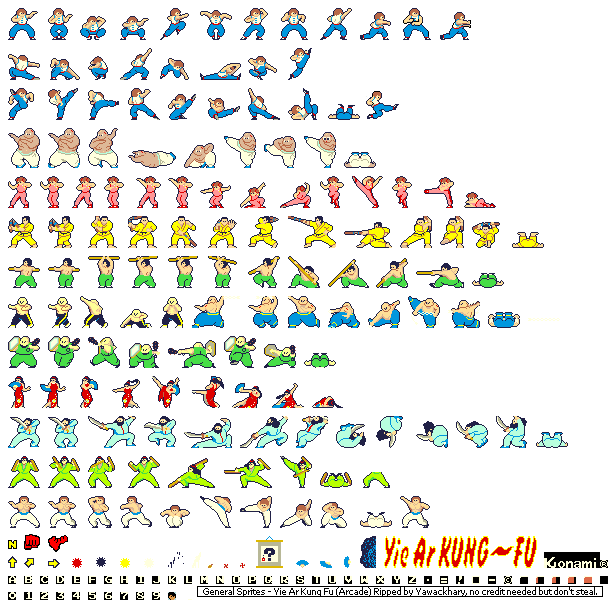 N
?
Yie Ar KUNG~FU
Konami®
A B C D E F G H I J K L M N O P Q R S T U V W X Y Z
0 1 2 3 4 5 6 7 8 9
General Sprites - Yie Ar Kung Fu (Arcade) Ripped by Yawackhary, no credit needed but don't steal.